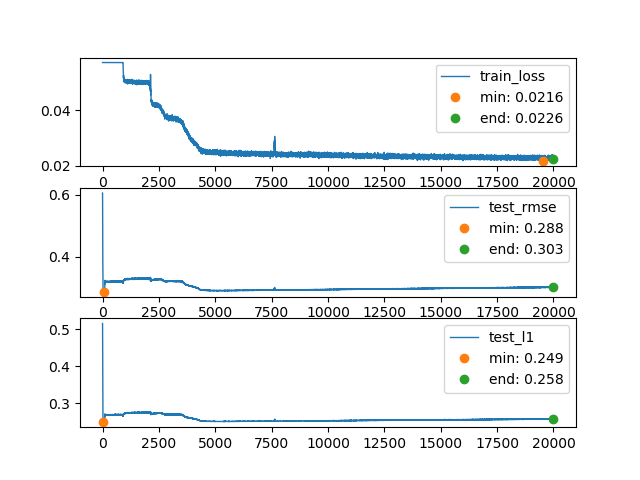 train_loss
min: 0.0216
end: 0.0226
0.04
0.02
0 2500 5000 7500 10000 12500 15000 17500 20000
0.6
test_rmse
min: 0.288
end: 0.303
0.4
0 2500 5000 7500 10000 12500 15000 17500 20000
0.5
test_l1
min: 0.249
end: 0.258
0.4
0.3
0 2500 5000 7500 10000 12500 15000 17500 20000